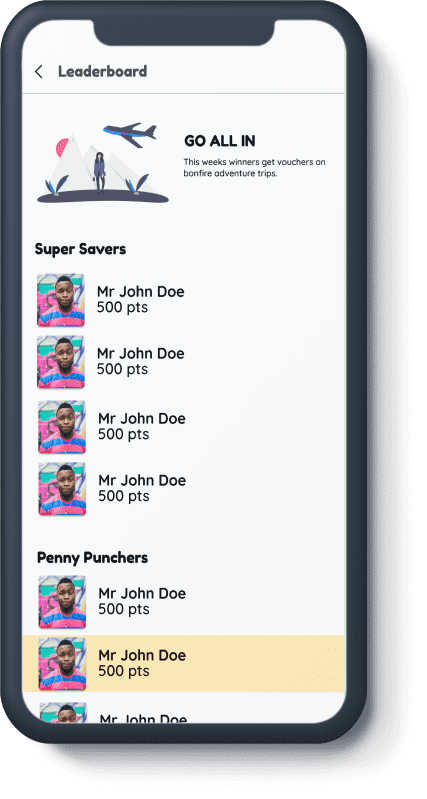 Leaderboard
GO ALL IN
This weeks winners get vouchers on
bonfire adventure trips.
Super Savers
Mr John Doe
500 pts
Mr John Doe
500 pts
Mr John Doe
500 pts
Mr John Doe
500 pts
Penny Punchers
Mr John Doe
500 pts
Mr John Doe
500 pts
Mr John Doe